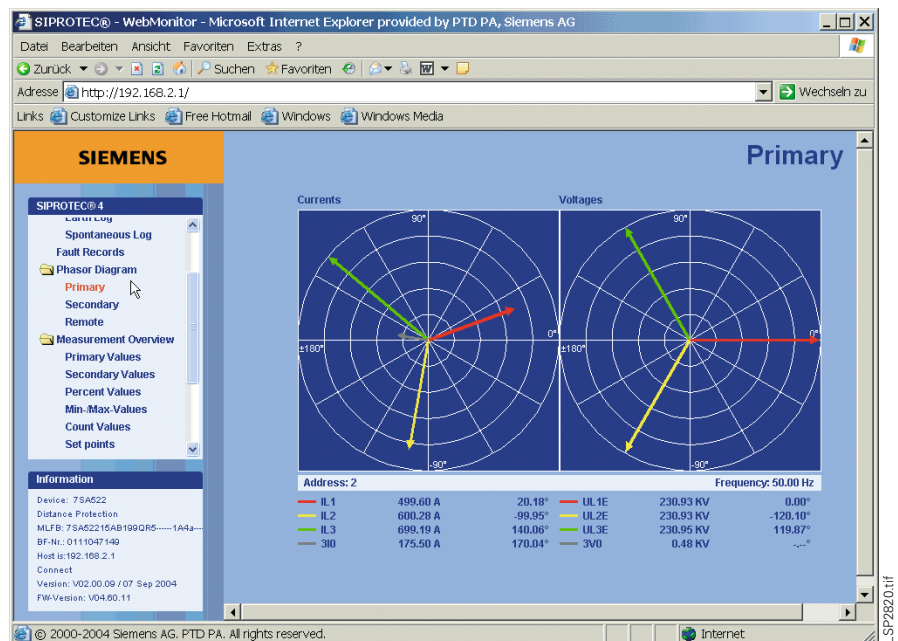 SIPROTEC® - WebMonitor - Microsoft Internet Explorer provided by PTD PA, Siemens AG
Datei Bearbeiten Ansicht Favoriten Extras ?
Zurück Suchen Favoriten
Adresse http://192.168.2.1/ Wechseln zu
Links Customize Links Free Hotmail Windows Windows Media
SIEMENS
Primary
SIPROTEC® 4
Earth Log
Spontaneous Log
Fault Records
Phasor Diagram
Primary
Secondary
Remote
Measurement Overview
Primary Values
Secondary Values
Percent Values
Min-/Max-Values
Count Values
Set points
Information
Device: 7SA522
Distance Protection
MLFB: 7SA52215AB199QR5------1A4a---
BF-Nr.: 0111047149
Host is:192.168.2.1
Connect
Version: V02.00.09 / 07 Sep 2004
FW-Version: V04.60.11
Currents Voltages
90° 90°
0° 0°
±180° ±180°
-90° -90°
Address: 2 Frequency: 50.00 Hz
IL1 499.60 A 20.18° UL1E 230.93 KV 0.00°
IL2 600.28 A -99.95° UL2E 230.93 KV -120.10°
IL3 699.19 A 140.06° UL3E 230.95 KV 119.87°
3I0 175.50 A 170.04° 3V0 0.48 KV -,--°
© 2000-2004 Siemens AG. PTD PA. All rights reserved. Internet
LSP2820.tif